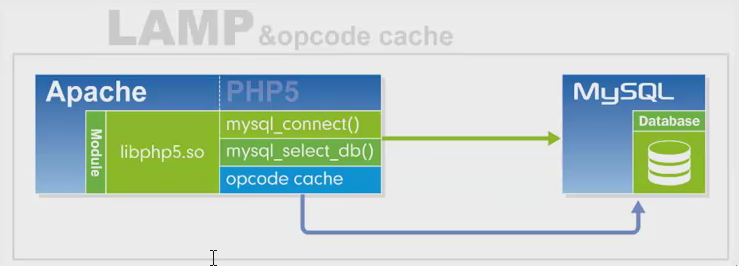 LAMP &opcode cache
Apache
PHP5
MySQL
Module
libphp5.so
mysql_connect()
mysql_select_db()
opcode cache
Database